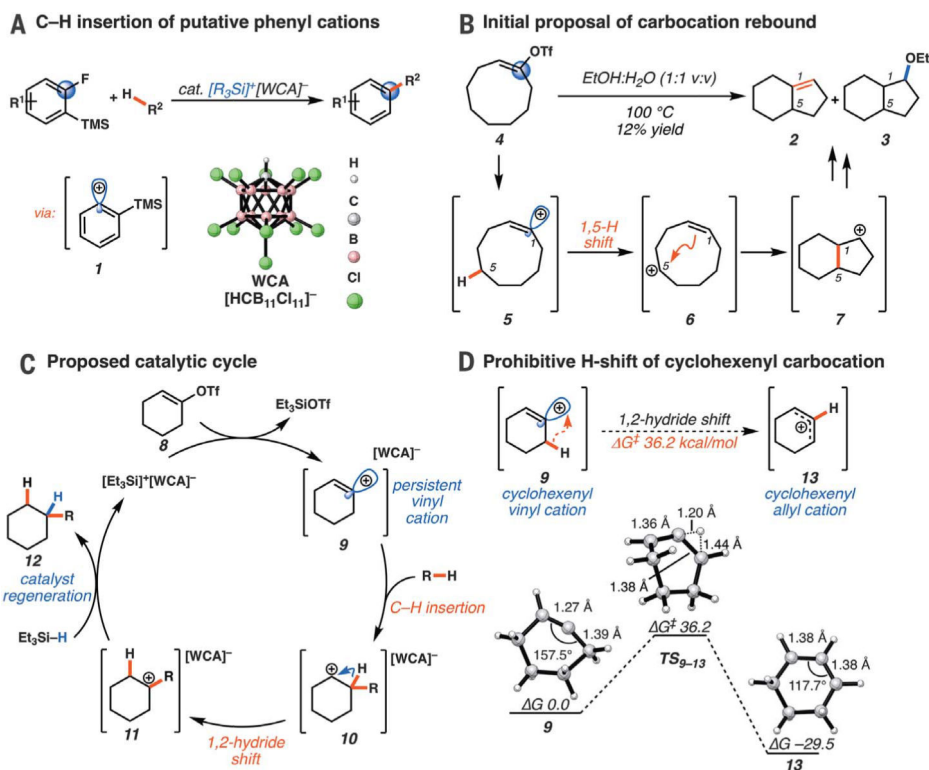 A C–H insertion of putative phenyl cations
F
R¹
+
H
R²
TMS
cat. [R₃Si]⁺[WCA]⁻
R²
R¹
via:
TMS
1
WCA
[HCB₁₁Cl₁₁]⁻
H
C
B
Cl
B Initial proposal of carbocation rebound
OTf
4
EtOH:H₂O (1:1 v:v)
100 °C
12% yield
1
5
2
+
OEt
1
5
3
1
5
H
5
1,5-H
shift
1
5
6
1
5
7
C Proposed catalytic cycle
OTf
8
Et₃SiOTf
[Et₃Si]⁺[WCA]⁻
[WCA]⁻
9
persistent
vinyl
cation
R–H
C–H insertion
H
R
[WCA]⁻
10
1,2-hydride
shift
H
R
[WCA]⁻
11
Et₃Si–H
H
H
R
12
catalyst
regeneration
D Prohibitive H-shift of cyclohexenyl carbocation
H
9
cyclohexenyl
vinyl cation
1,2-hydride shift
ΔG‡ 36.2 kcal/mol
H
13
cyclohexenyl
allyl cation
1.27 Å
1.39 Å
157.5°
ΔG 0.0
9
1.20 Å
1.36 Å
1.44 Å
1.38 Å
ΔG‡ 36.2
TS₉₋₁₃
1.38 Å
1.38 Å
117.7°
ΔG –29.5
13